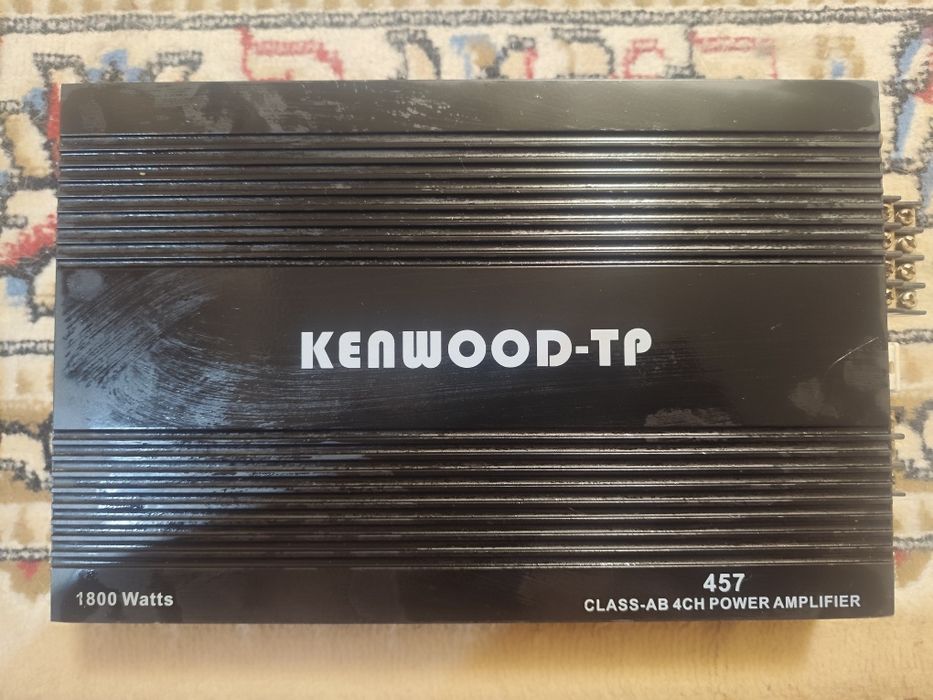 KENWOOD-TP
1800 Watts
457
CLASS-AB 4CH POWER AMPLIFIER